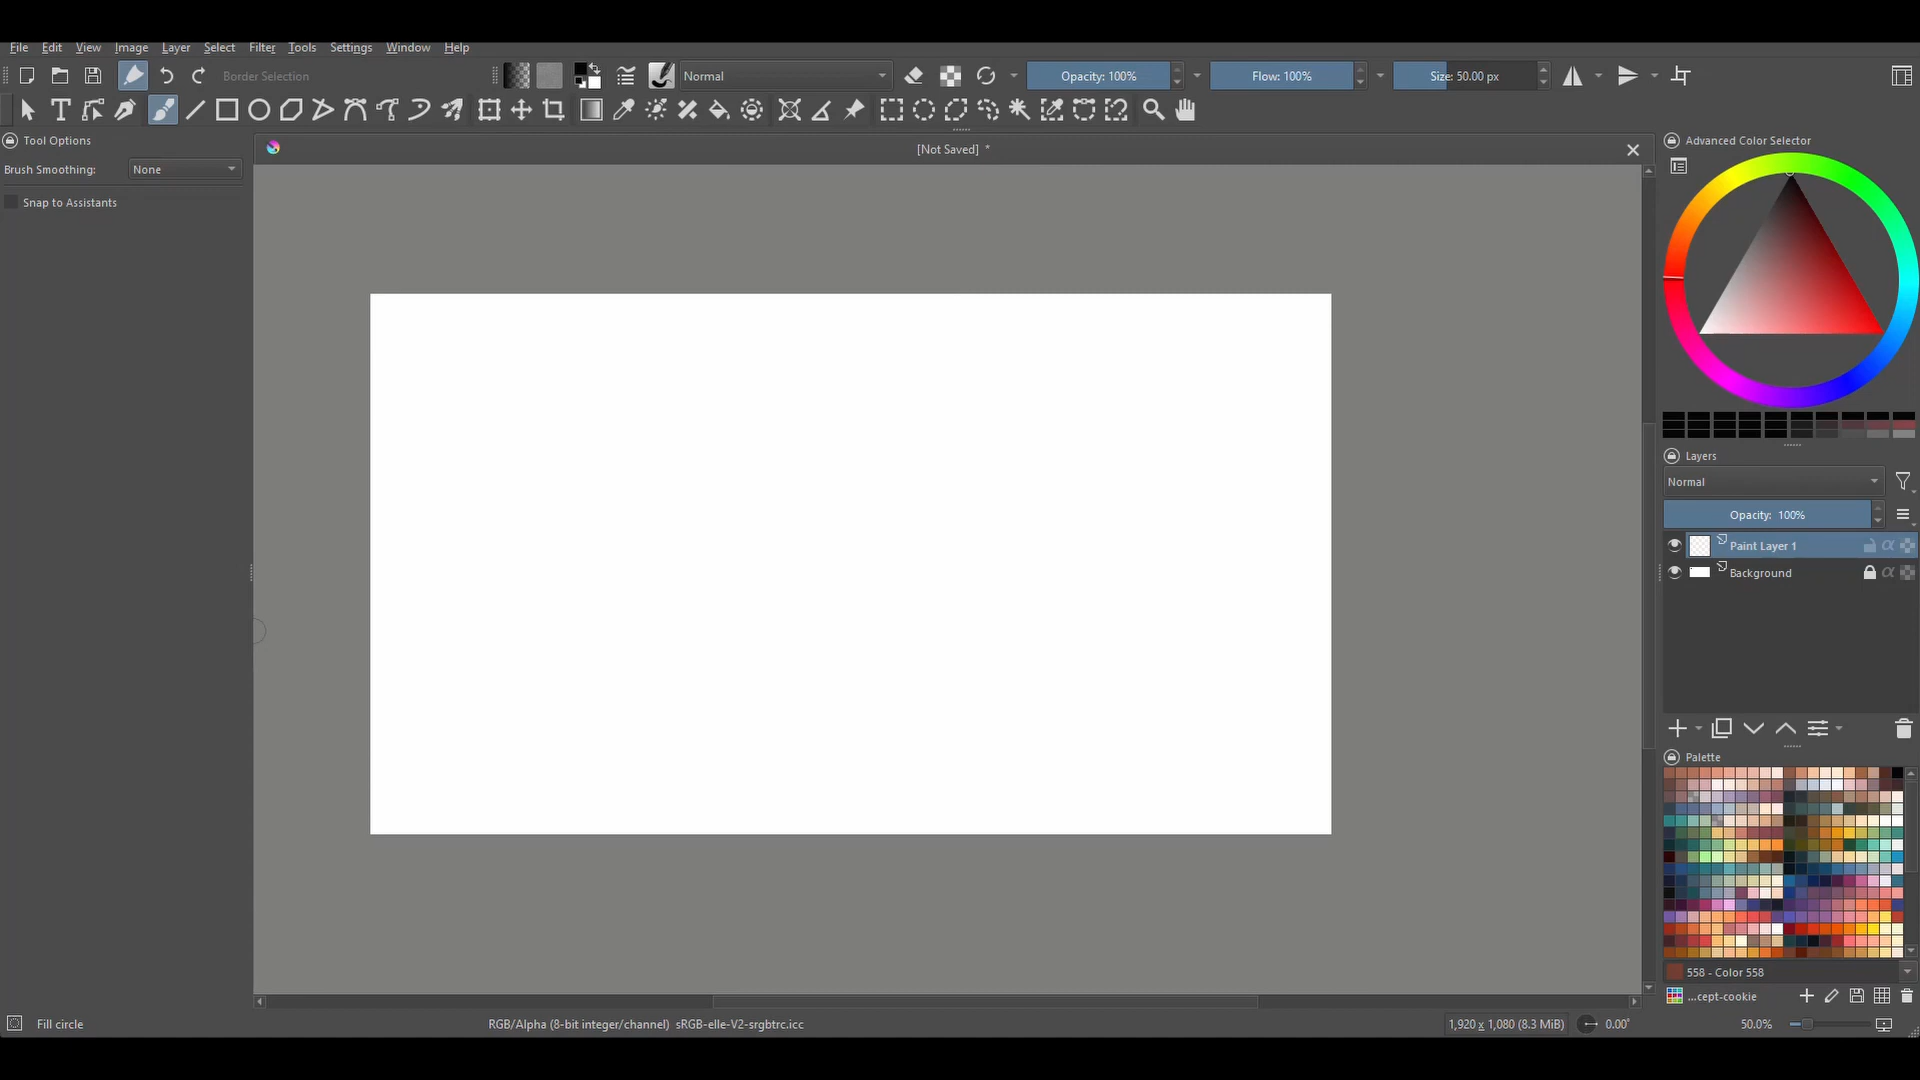 File Edit View Image Layer Select Filter Tools Settings Window Help
Border Selection
Normal
Opacity: 100%
Flow: 100%
Size: 50.00 px
Tool Options
[Not Saved] *
Advanced Color Selector
Brush Smoothing: None
Snap to Assistants
Layers
Normal
Opacity: 100%
Paint Layer 1
Background
Palette
558 - Color 558
...cept-cookie
Fill circle
RGB/Alpha (8-bit integer/channel) sRGB-elle-V2-srgbtrc.icc
1,920 x 1,080 (8.3 MiB)
0.00°
50.0%